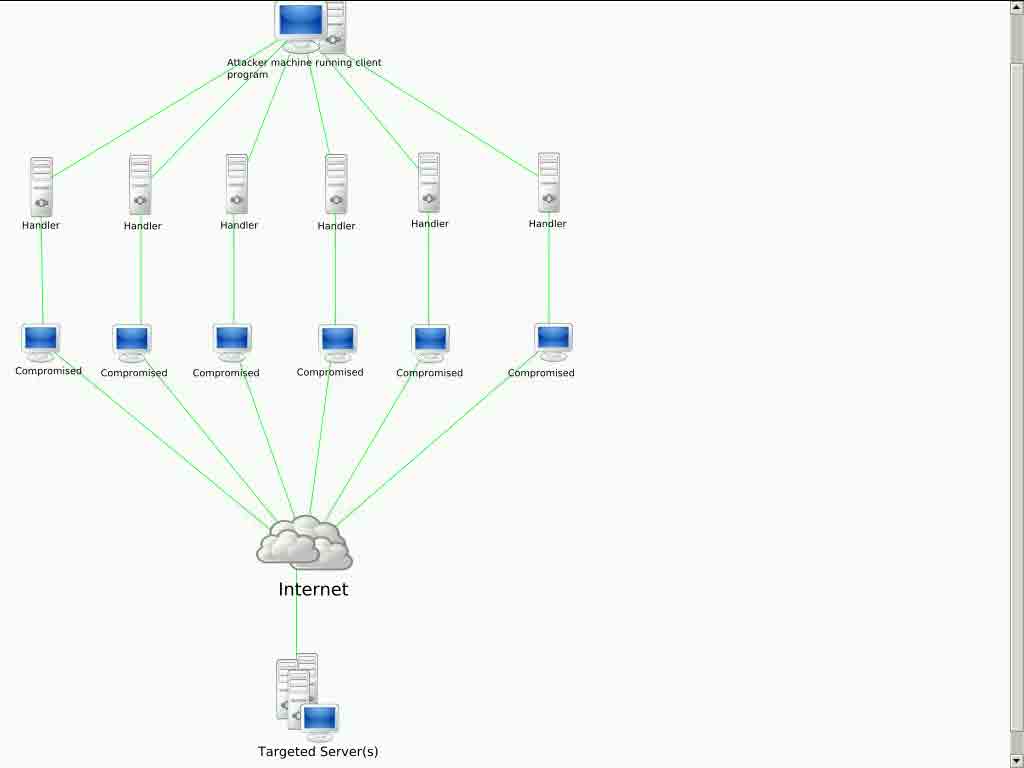 Attacker machine running client
program
Handler
Handler
Handler
Handler
Handler
Handler
Compromised
Compromised
Compromised
Compromised
Compromised
Compromised
Internet
Targeted Server(s)